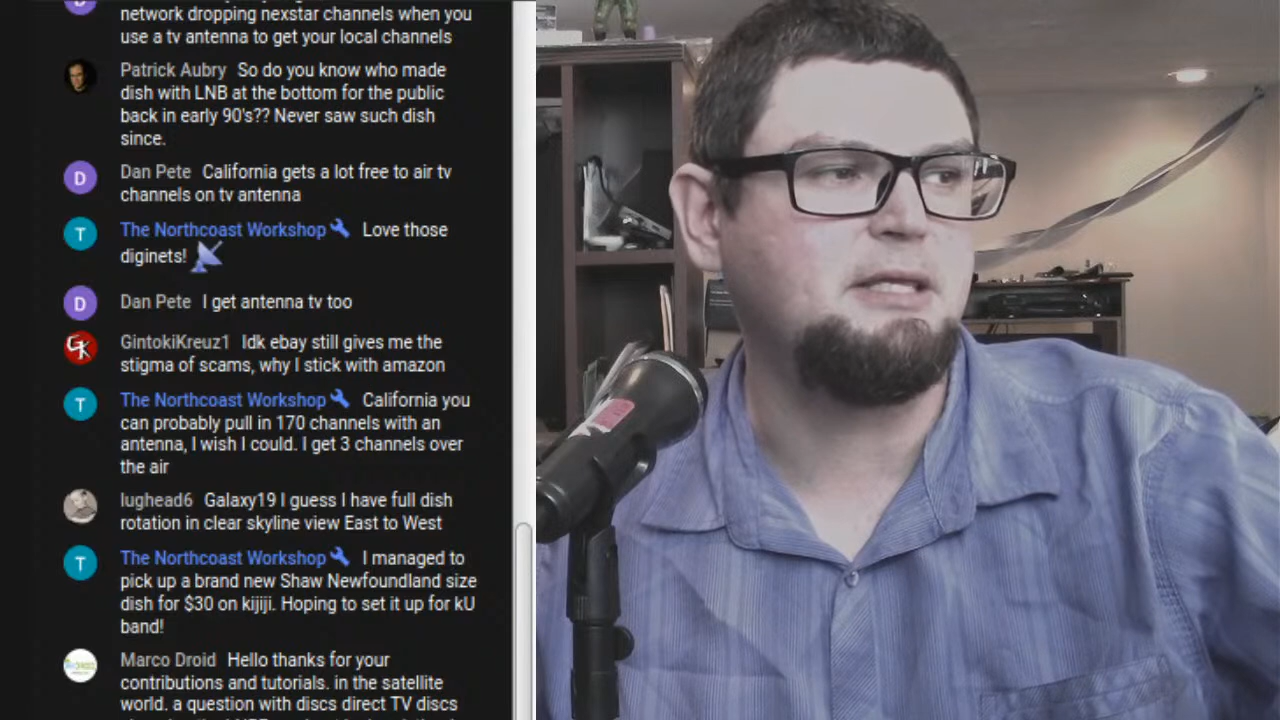 network dropping nexstar channels when you
use a tv antenna to get your local channels
Patrick Aubry So do you know who made
dish with LNB at the bottom for the public
back in early 90's?? Never saw such dish
since.
D
Dan Pete California gets a lot free to air tv
channels on tv antenna
T
The Northcoast Workshop Love those
diginets!
D
Dan Pete I get antenna tv too
GK
GintokiKreuz1 Idk ebay still gives me the
stigma of scams, why I stick with amazon
T
The Northcoast Workshop California you
can probably pull in 170 channels with an
antenna, I wish I could. I get 3 channels over
the air
lughead6 Galaxy19 I guess I have full dish
rotation in clear skyline view East to West
T
The Northcoast Workshop I managed to
pick up a brand new Shaw Newfoundland size
dish for $30 on kijiji. Hoping to set it up for kU
band!
Marco Droid Hello thanks for your
contributions and tutorials. in the satellite
world. a question with discs direct TV discs